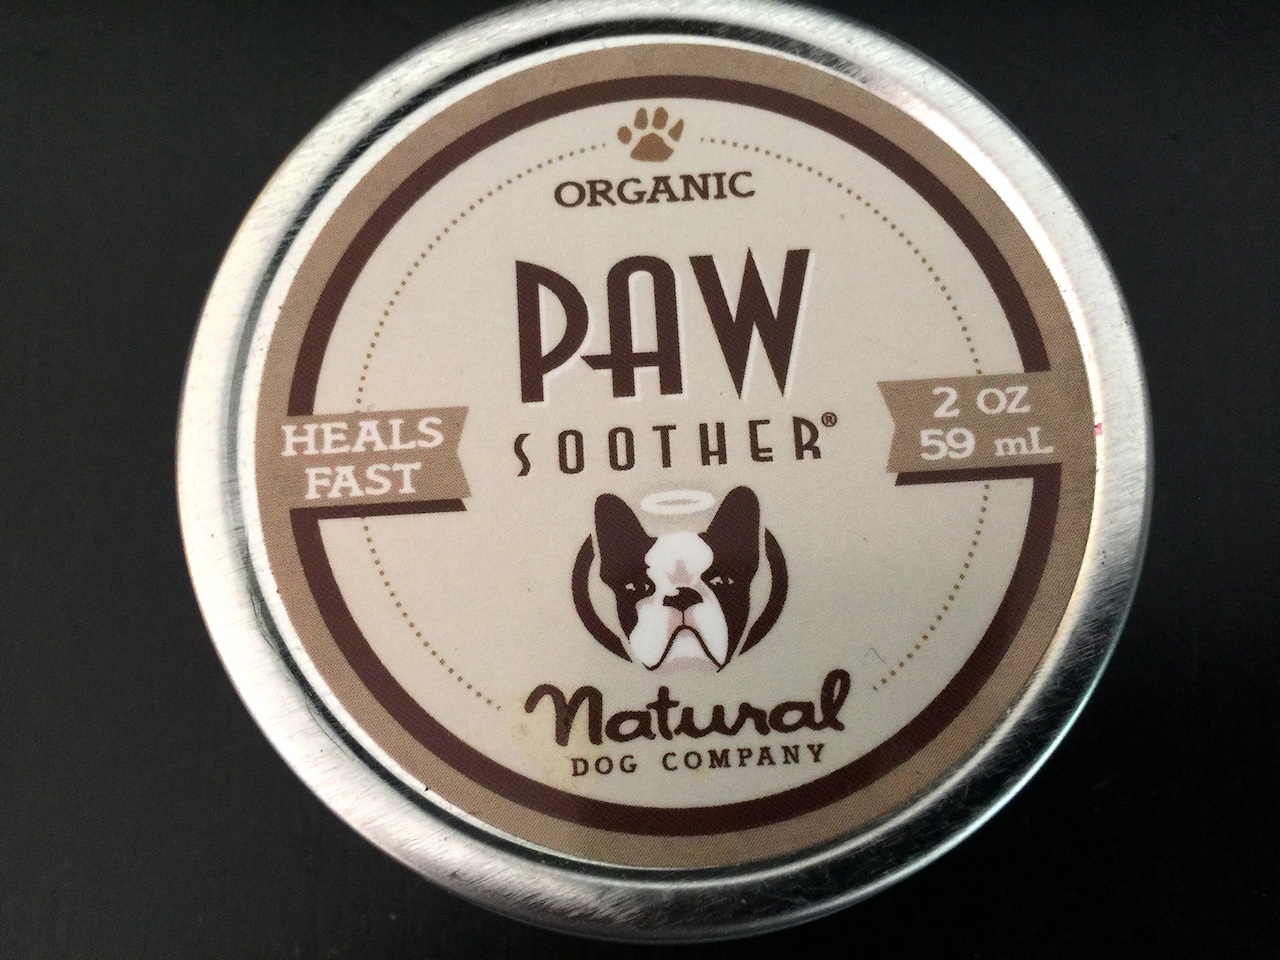 ORGANIC
PAW
SOOTHER®
HEALS
FAST
2 OZ
59 mL
Natural
DOG COMPANY